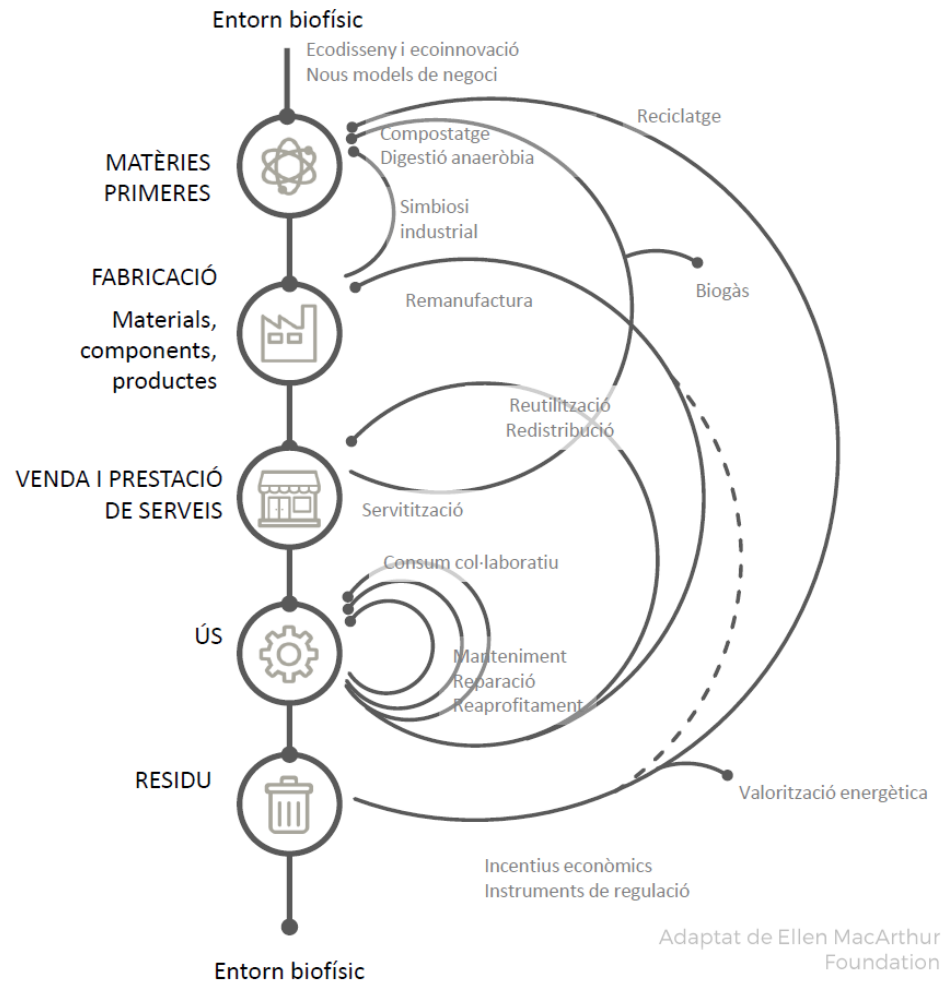 Entorn biofísic
Ecodisseny i ecoinnovació
Nous models de negoci
Reciclatge
Compostatge
Digestió anaeròbia
MATÈRIES
PRIMERES
Simbiosi
industrial
FABRICACIÓ
Biogàs
Remanufactura
Materials,
components,
productes
Reutilització
Redistribució
VENDA I PRESTACIÓ
DE SERVEIS
Servitització
Consum col·laboratiu
ÚS
Manteniment
Reparació
Reaprofitament
RESIDU
Valorització energètica
Incentius econòmics
Instruments de regulació
Adaptat de Ellen MacArthur
Foundation
Entorn biofísic